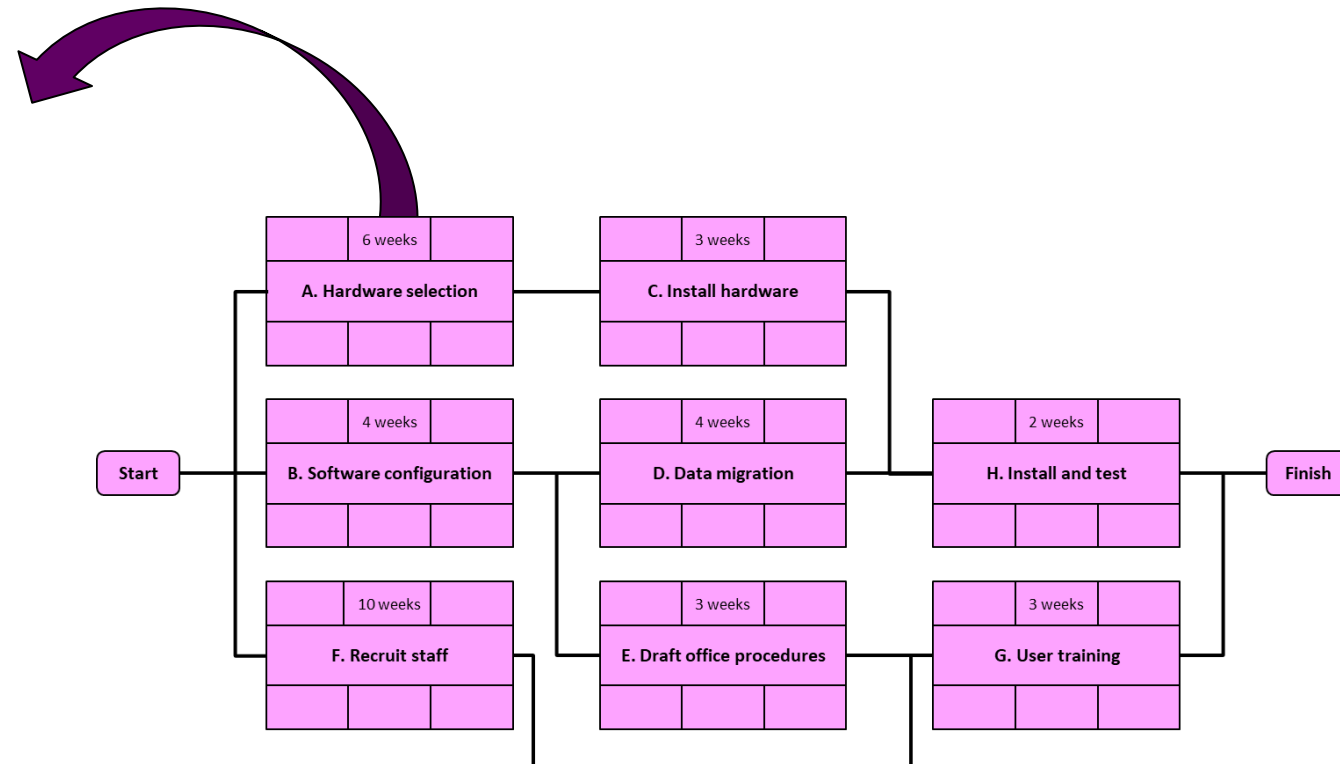 6 weeks
A. Hardware selection
3 weeks
C. Install hardware
4 weeks
B. Software configuration
4 weeks
D. Data migration
2 weeks
H. Install and test
Start
Finish
10 weeks
F. Recruit staff
3 weeks
E. Draft office procedures
3 weeks
G. User training